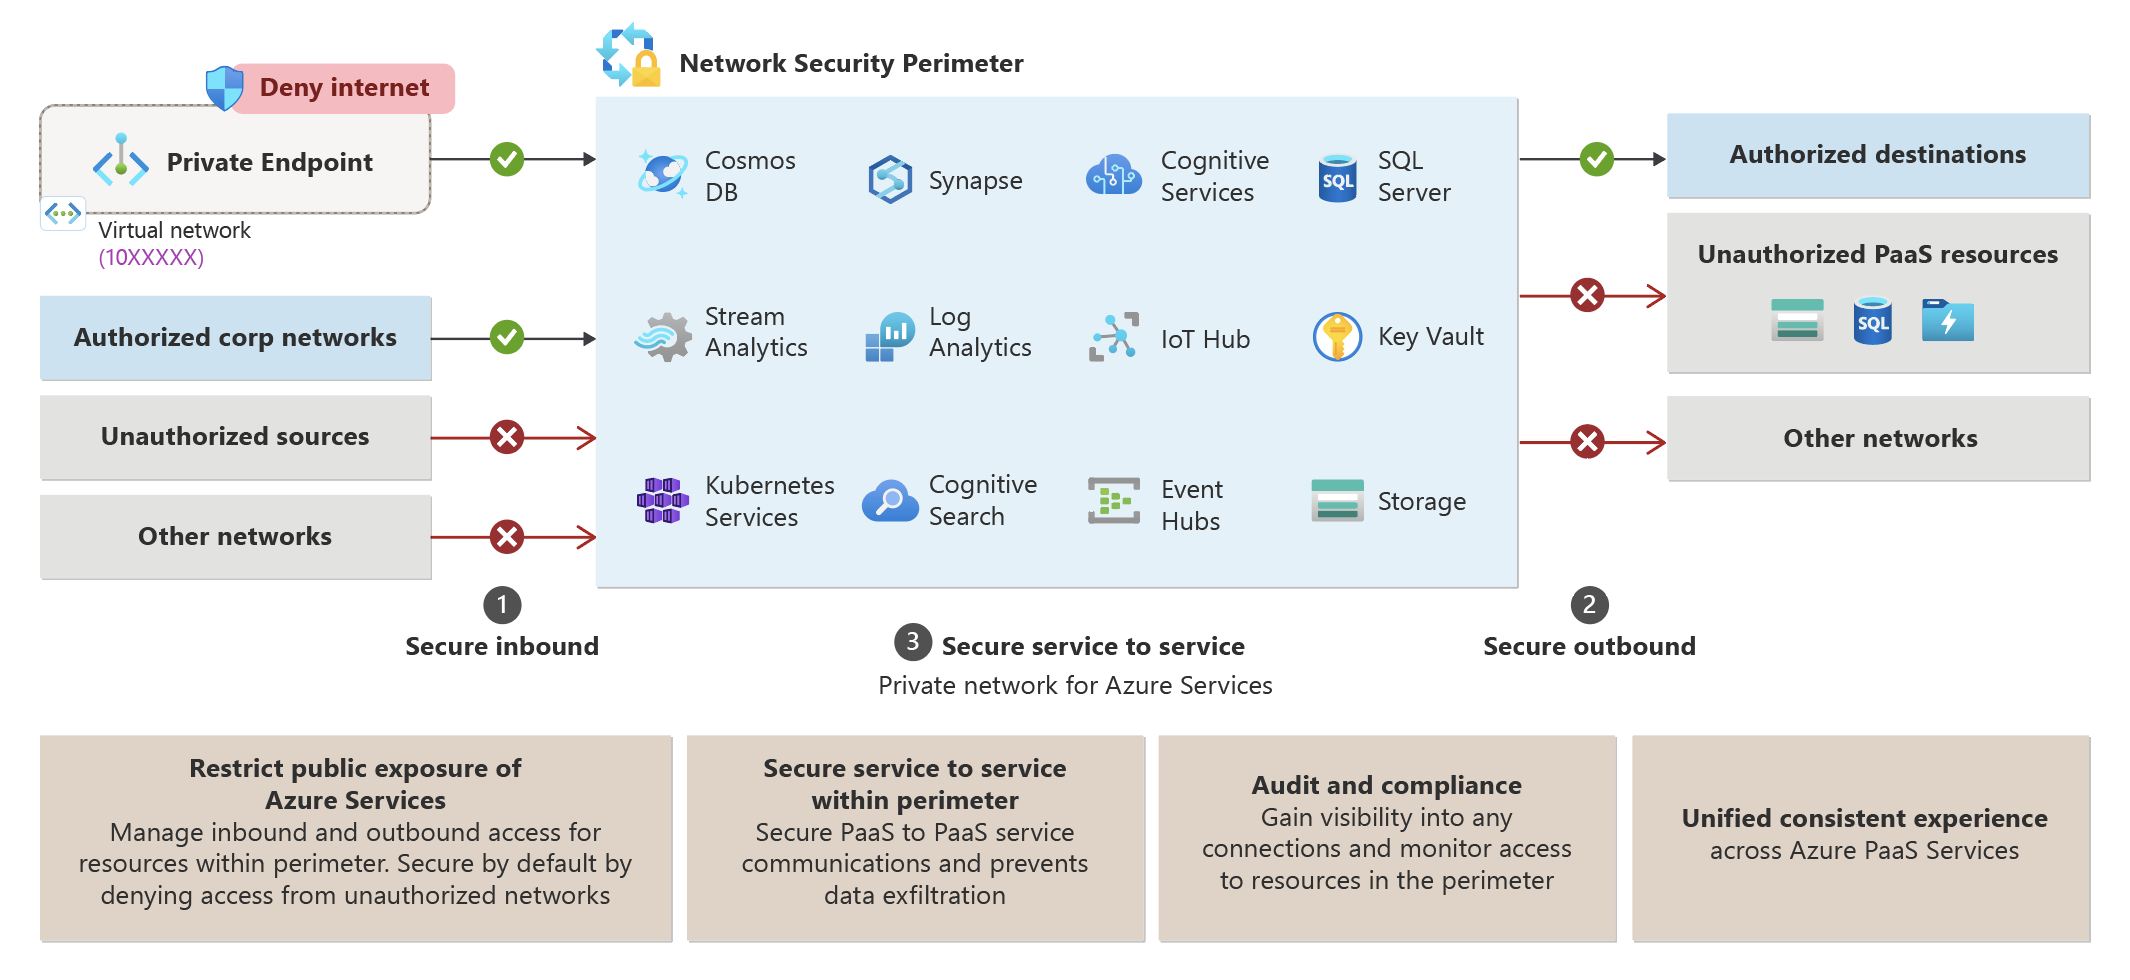 Network Security Perimeter
Deny internet
Private Endpoint
Virtual network
(10XXXXX)
Authorized corp networks
Unauthorized sources
Other networks
1
Secure inbound
Cosmos
DB
Synapse
Cognitive
Services
SQL
SQL
Server
Stream
Analytics
Log
Analytics
IoT Hub
Key Vault
Kubernetes
Services
Cognitive
Search
Event
Hubs
Storage
3 Secure service to service
Private network for Azure Services
Authorized destinations
Unauthorized PaaS resources
SQL
Other networks
2
Secure outbound
Restrict public exposure of
Azure Services
Manage inbound and outbound access for
resources within perimeter. Secure by default by
denying access from unauthorized networks
Secure service to service
within perimeter
Secure PaaS to PaaS service
communications and prevents
data exfiltration
Audit and compliance
Gain visibility into any
connections and monitor access
to resources in the perimeter
Unified consistent experience
across Azure PaaS Services